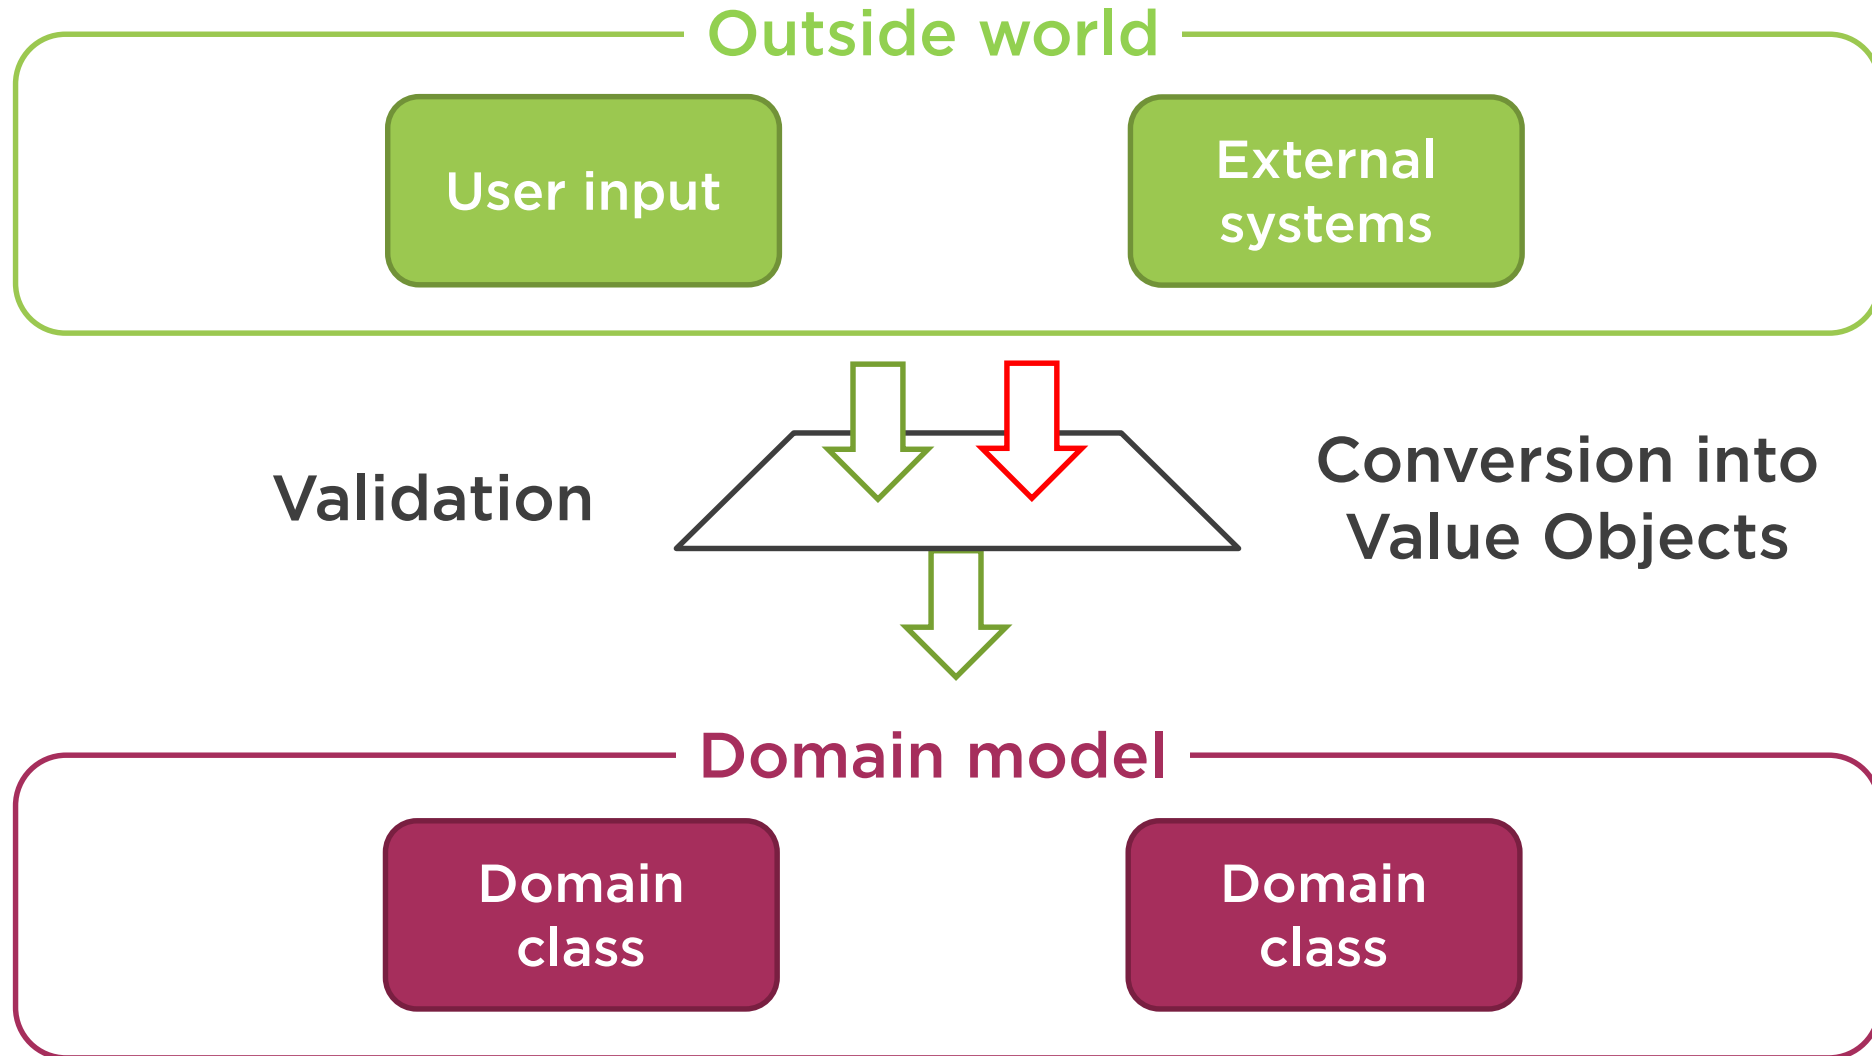 Outside world
User input
External
systems
Validation
Conversion into
Value Objects
Domain model
Domain
class
Domain
class